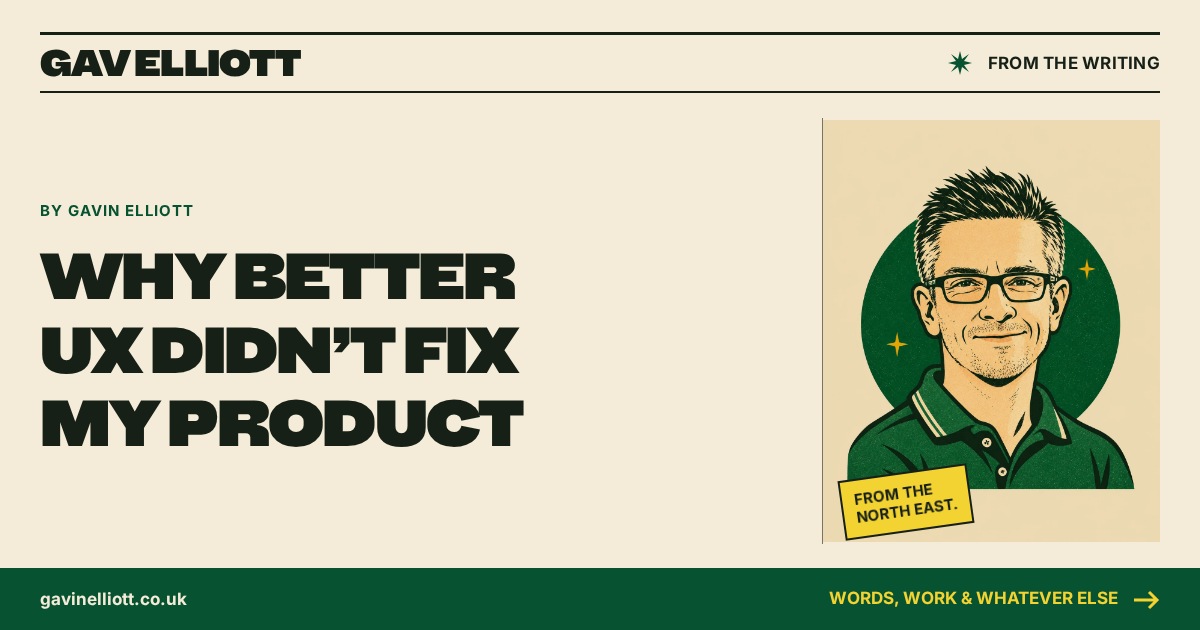 GAV ELLIOTT
FROM THE WRITING
BY GAVIN ELLIOTT
WHY BETTER
UX DIDN’T FIX
MY PRODUCT
FROM THE
NORTH EAST.
gavinelliott.co.uk
WORDS, WORK & WHATEVER ELSE